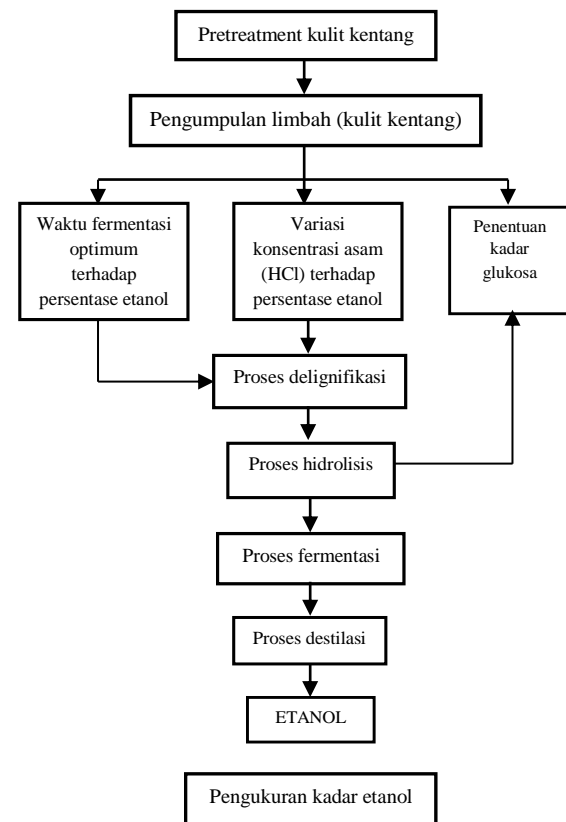 Pretreatment kulit kentang
Pengumpulan limbah (kulit kentang)
Waktu fermentasi
optimum
terhadap
persentase etanol
Variasi
konsentrasi asam
(HCl) terhadap
persentase etanol
Penentuan
kadar
glukosa
Proses delignifikasi
Proses hidrolisis
Proses fermentasi
Proses destilasi
ETANOL
Pengukuran kadar etanol